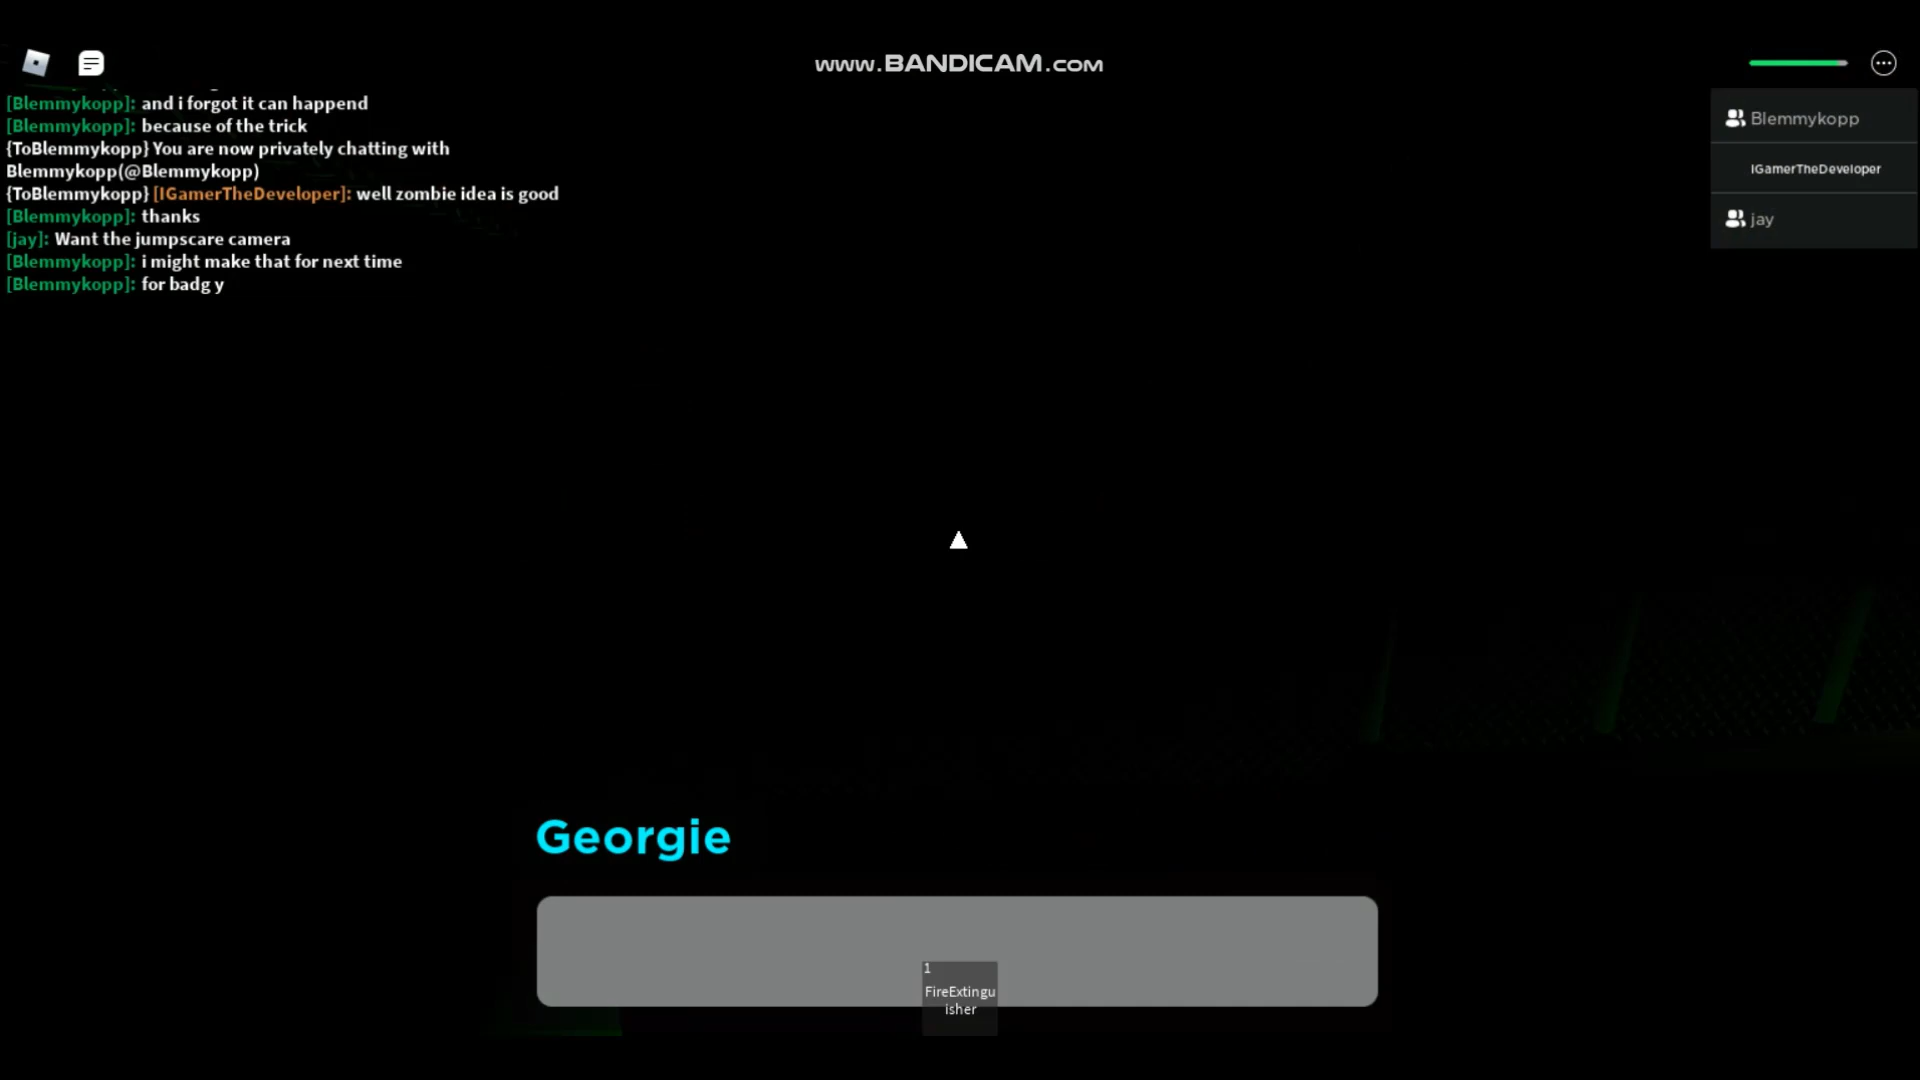 www.BANDICAM.com
[Blemmykopp]: and i forgot it can happend
[Blemmykopp]: because of the trick
{ToBlemmykopp} You are now privately chatting with
Blemmykopp(@Blemmykopp)
{ToBlemmykopp} [IGamerTheDeveloper]: well zombie idea is good
[Blemmykopp]: thanks
[jay]: Want the jumpscare camera
[Blemmykopp]: i might make that for next time
[Blemmykopp]: for badg y
Blemmykopp
IGamerTheDeveloper
jay
Georgie
1
FireExtingu
isher